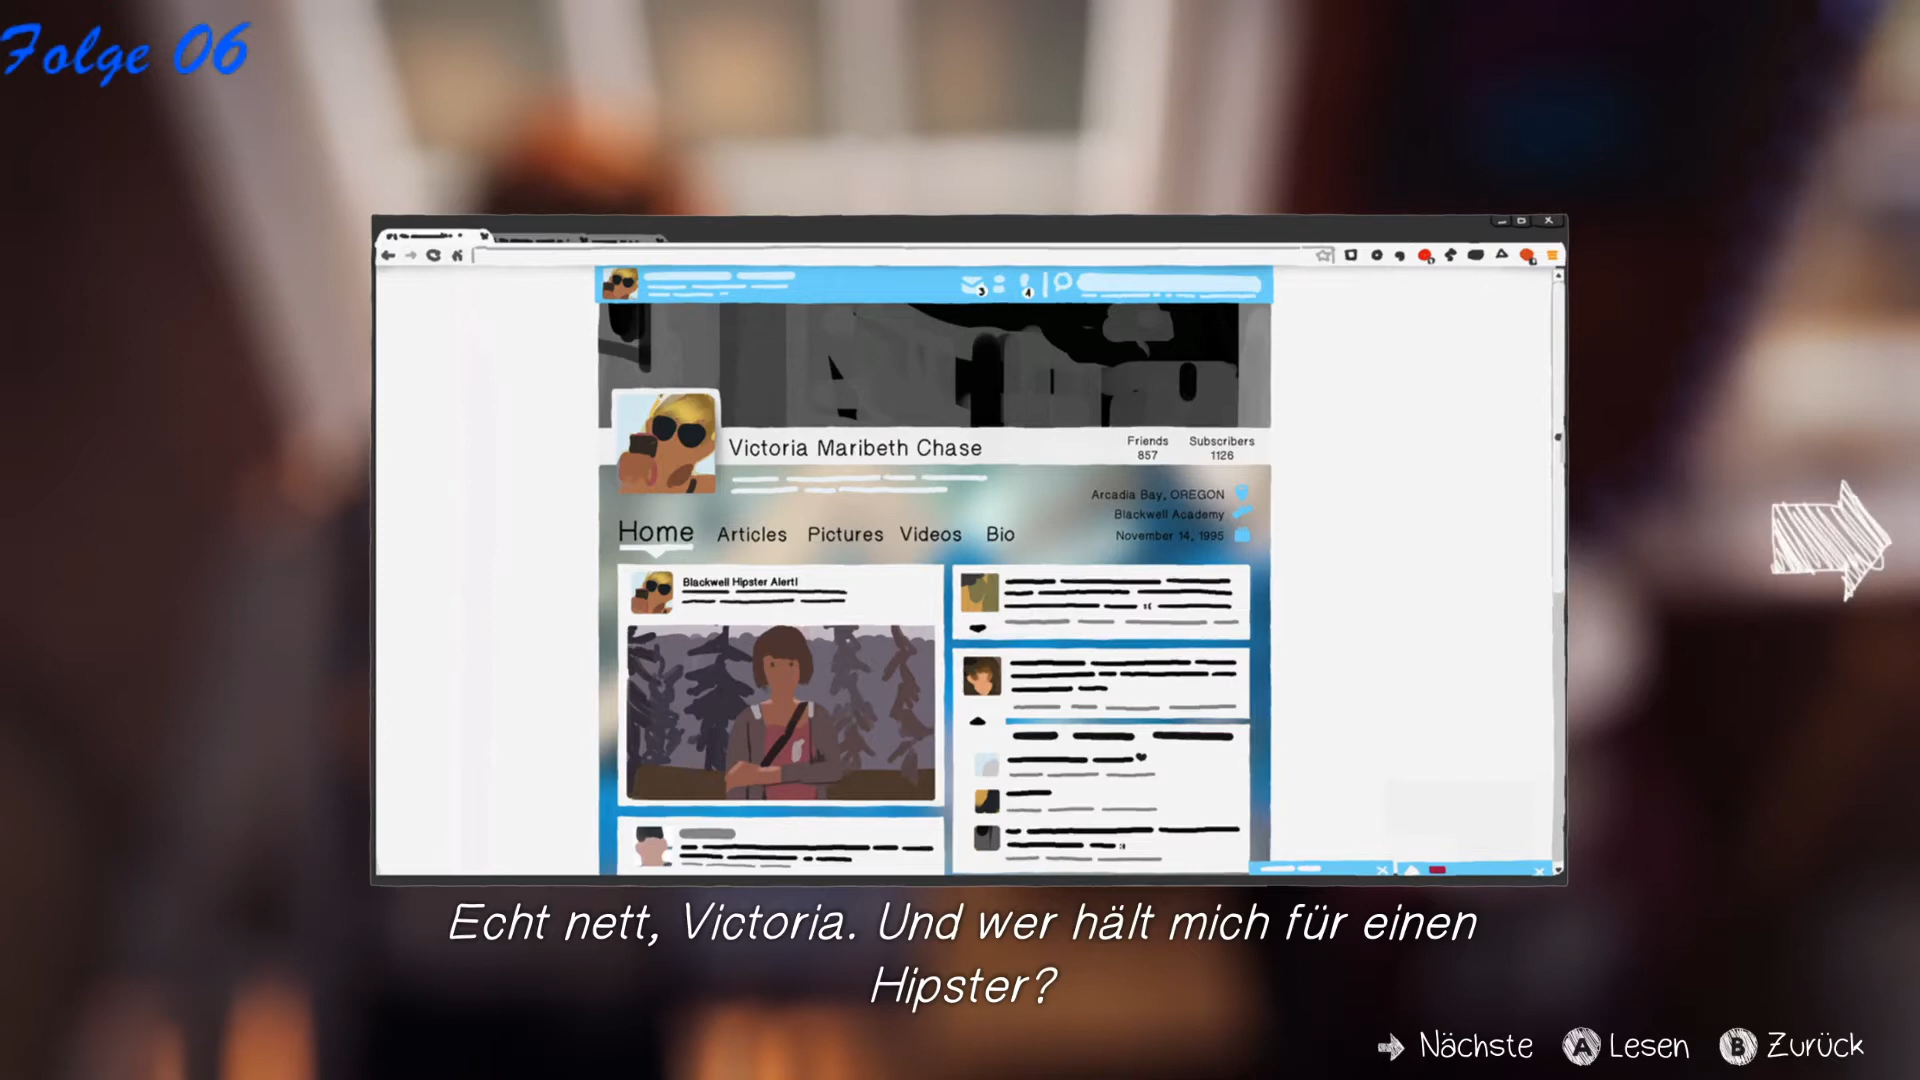 Folge 06
3
4
Victoria Maribeth Chase
Friends
857
Subscribers
1126
Arcadia Bay, OREGON
Blackwell Academy
November 14, 1995
Home Articles Pictures Videos Bio
Blackwell Hipster Alert!
Echt nett, Victoria. Und wer hält mich für einen
Hipster?
Nächste A Lesen B Zurück